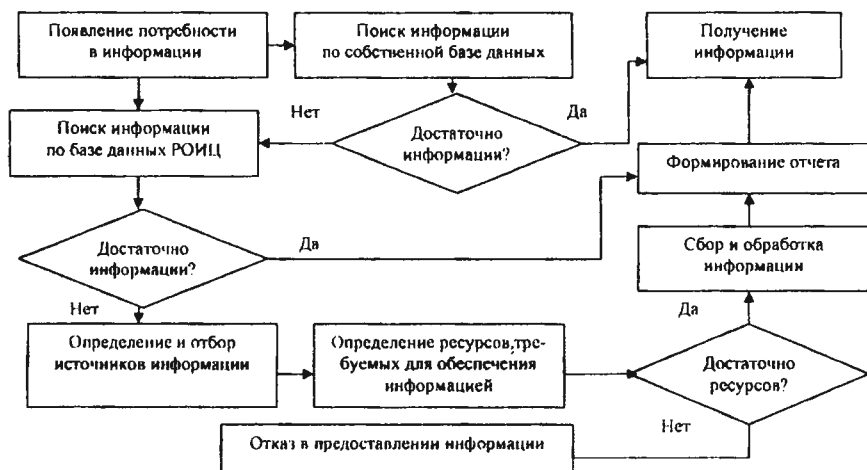 Появление потребности
в информации
Поиск информации
по собственной базе данных
Получение
информации
Нет
Да
Поиск информации
по базе данных РОИЦ
Достаточно
информации?
Формирование отчета
Достаточно
информации?
Да
Сбор и обработка
информации
Нет
Да
Определение и отбор
источников информации
Определение ресурсов,тре-
буемых для обеспечения
информацией
Достаточно
ресурсов?
Нет
Отказ в предоставлении информации